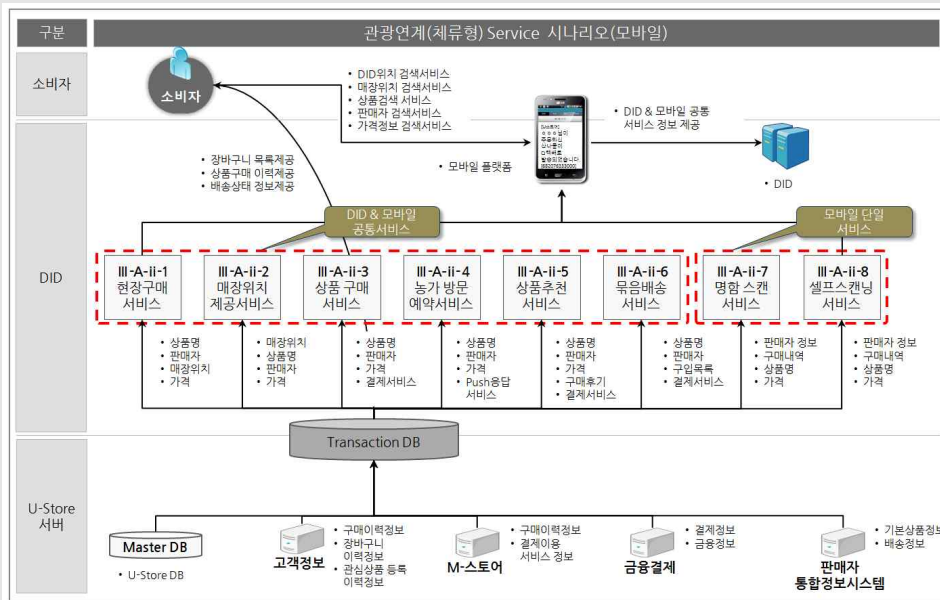 구분
관광연계(체류형) Service 시나리오(모바일)
소비자
소비자
• DID위치 검색서비스
• 매장위치 검색서비스
• 상품검색 서비스
• 판매자 검색서비스
• 가격정보 검색서비스
• DID & 모바일 공통
서비스 정보 제공
• 모바일 플랫폼
• DID
DID
• 장바구니 목록제공
• 상품구매 이력제공
• 배송상태 정보제공
DID & 모바일
공통서비스
모바일 단일
서비스
Ⅲ-A-ii-1
현장구매
서비스
Ⅲ-A-ii-2
매장위치
제공서비스
Ⅲ-A-ii-3
상품 구매
서비스
Ⅲ-A-ii-4
농가 방문
예약서비스
Ⅲ-A-ii-5
상품추천
서비스
Ⅲ-A-ii-6
묶음배송
서비스
Ⅲ-A-ii-7
명함 스캔
서비스
Ⅲ-A-ii-8
셀프스캐닝
서비스
• 상품명
• 판매자
• 매장위치
• 가격
• 매장위치
• 상품명
• 판매자
• 가격
• 상품명
• 판매자
• 가격
• 결제서비스
• 상품명
• 판매자
• 가격
• Push응답
서비스
• 상품명
• 판매자
• 가격
• 구매후기
• 결제서비스
• 상품명
• 판매자
• 구입목록
• 결제서비스
• 판매자 정보
• 구매내역
• 상품명
• 가격
• 판매자 정보
• 구매내역
• 상품명
• 가격
Transaction DB
U-Store
서버
Master DB
• U-Store DB
고객정보
• 구매이력정보
• 장바구니
이력정보
• 관심상품 등록
이력정보
M-스토어
• 구매이력정보
• 결제이용
서비스 정보
금융결제
• 결제정보
• 금융정보
판매자
통합정보시스템
• 기본상품정보
• 배송정보